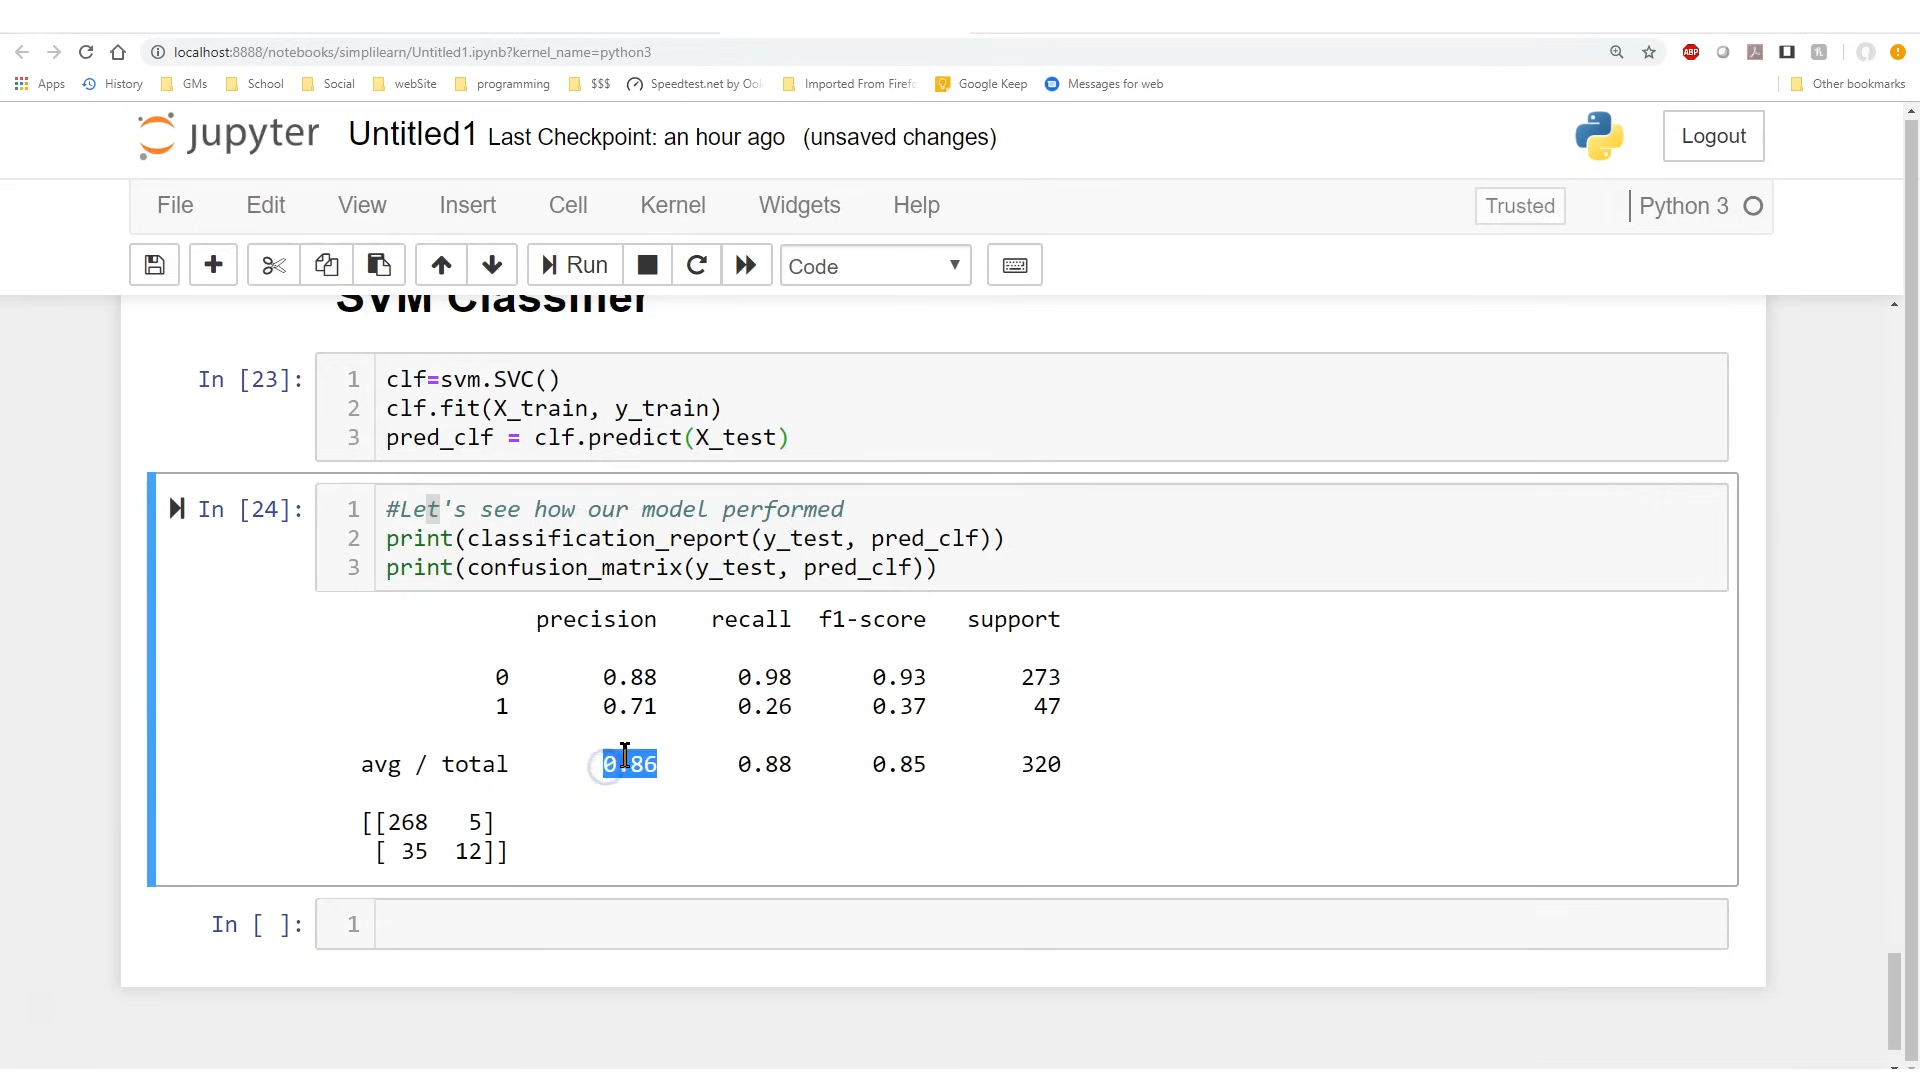 localhost:8888/notebooks/simplilearn/Untitled1.ipynb?kernel_name=python3
ABP
Apps History GMs School Social webSite programming $$$ Speedtest.net by Ook Imported From Firefo Google Keep Messages for web Other bookmarks
jupyter Untitled1 Last Checkpoint: an hour ago (unsaved changes) Logout
File Edit View Insert Cell Kernel Widgets Help Trusted Python 3
Run Code
SVM Classifier
In [23]: 1 clf=svm.SVC()
2 clf.fit(X_train, y_train)
3 pred_clf = clf.predict(X_test)
In [24]: 1 #Let's see how our model performed
2 print(classification_report(y_test, pred_clf))
3 print(confusion_matrix(y_test, pred_clf))
precision recall f1-score support
0 0.88 0.98 0.93 273
1 0.71 0.26 0.37 47
avg / total 0.86 0.88 0.85 320
[[268 5]
[ 35 12]]
In [ ]: 1